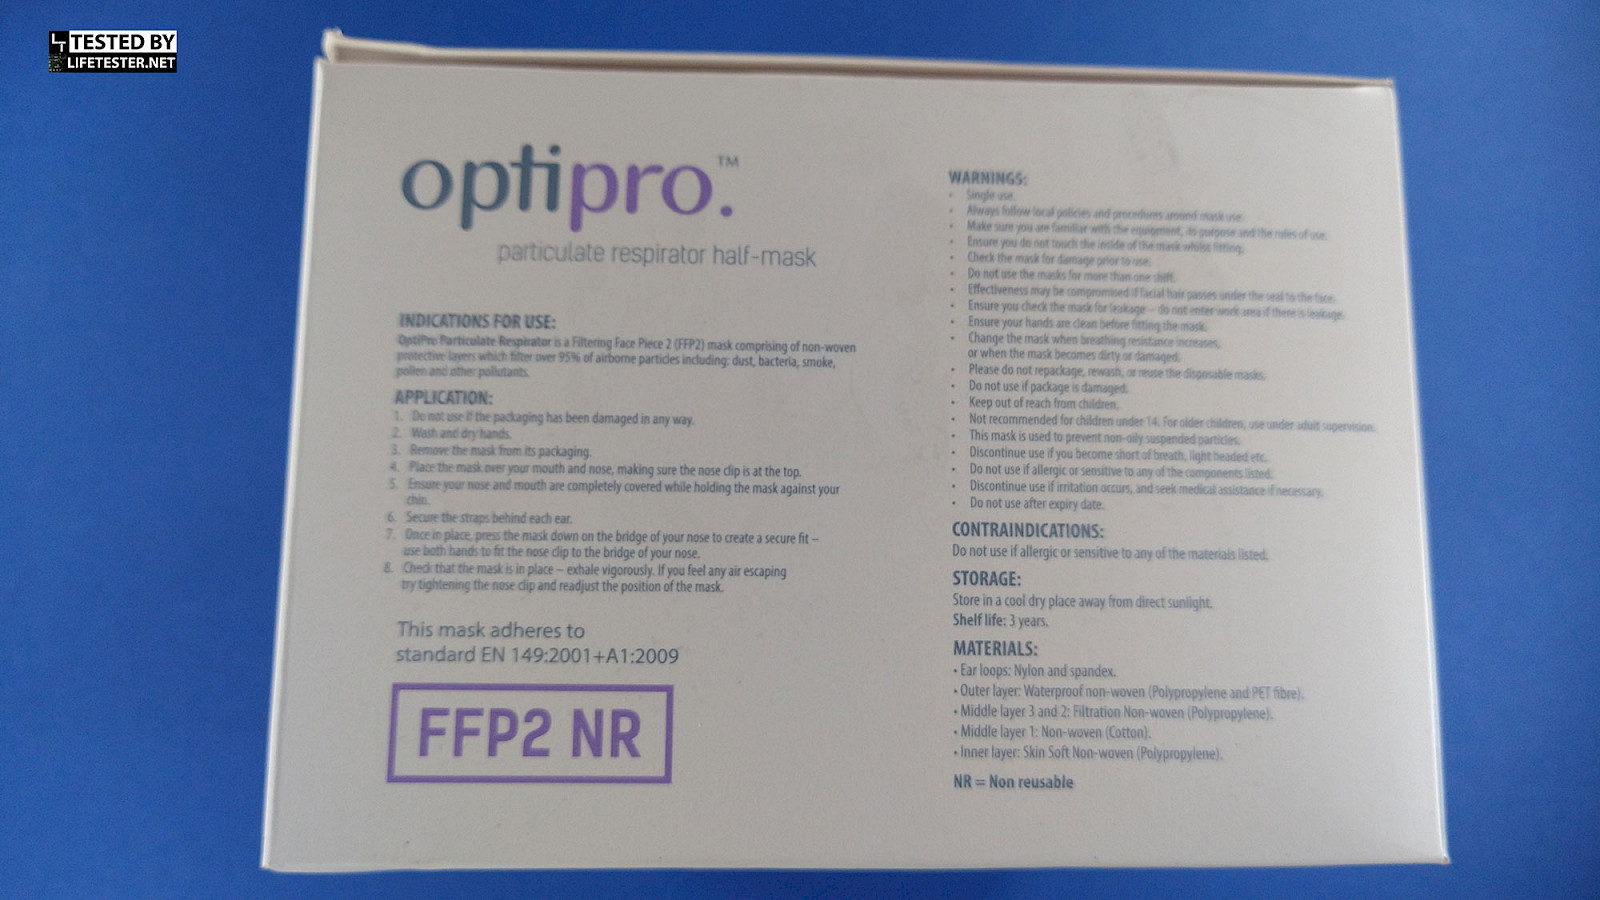 TESTED BY
LIFETESTER.NET
optipro.™
particulate respirator half-mask
INDICATIONS FOR USE:
OptiPro Particulate Respirator is a Filtering Face Piece 2 (FFP2) mask comprising of non-woven
protective layers which filter over 95% of airborne particles including: dust, bacteria, smoke,
pollen and other pollutants.
APPLICATION:
1. Do not use if the packaging has been damaged in any way.
2. Wash and dry hands.
3. Remove the mask from its packaging.
4. Place the mask over your mouth and nose, making sure the nose clip is at the top.
5. Ensure your nose and mouth are completely covered while holding the mask against your
chin.
6. Secure the straps behind each ear.
7. Once in place, press the mask down on the bridge of your nose to create a secure fit –
use both hands to fit the nose clip to the bridge of your nose.
8. Check that the mask is in place – exhale vigorously. If you feel any air escaping
try tightening the nose clip and readjust the position of the mask.
This mask adheres to
standard EN 149:2001+A1:2009
FFP2 NR
WARNINGS:
• Single use.
• Always follow local policies and procedures around mask use.
• Make sure you are familiar with the equipment, its purpose and the rules of use.
• Ensure you do not touch the inside of the mask whilst fitting.
• Check the mask for damage prior to use.
• Do not use the masks for more than one shift.
• Effectiveness may be compromised if facial hair passes under the seal to the face.
• Ensure you check the mask for leakage – do not enter work area if there is leakage.
• Ensure your hands are clean before fitting the mask.
• Change the mask when breathing resistance increases,
or when the mask becomes dirty or damaged.
• Please do not repackage, rewash, or reuse the disposable masks.
• Do not use if package is damaged.
• Keep out of reach from children.
• Not recommended for children under 14. For older children, use under adult supervision.
• This mask is used to prevent non-oily suspended particles.
• Discontinue use if you become short of breath, light headed etc.
• Do not use if allergic or sensitive to any of the components listed.
• Discontinue use if irritation occurs, and seek medical assistance if necessary.
• Do not use after expiry date.
CONTRAINDICATIONS:
Do not use if allergic or sensitive to any of the materials listed.
STORAGE:
Store in a cool dry place away from direct sunlight.
Shelf life: 3 years.
MATERIALS:
• Ear loops: Nylon and spandex.
• Outer layer: Waterproof non-woven (Polypropylene and PET fibre).
• Middle layer 3 and 2: Filtration Non-woven (Polypropylene).
• Middle layer 1: Non-woven (Cotton).
• Inner layer: Skin Soft Non-woven (Polypropylene).
NR = Non reusable